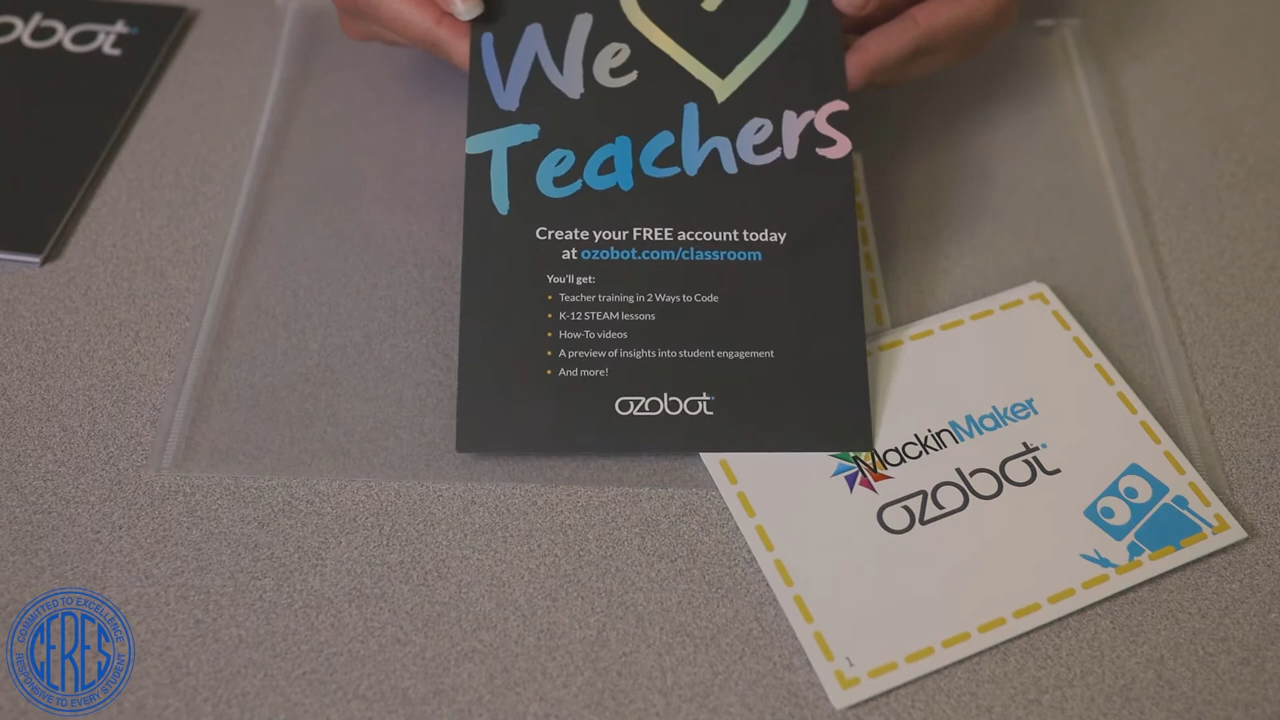 obot
We
Teachers
Create your FREE account today
at ozobot.com/classroom
You'll get:
• Teacher training in 2 Ways to Code
• K-12 STEAM lessons
• How-To videos
• A preview of insights into student engagement
• And more!
ozobot
MackinMaker
ozobot
1
COMMITTED TO EXCELLENCE
CERES
RESPONSIVE TO EVERY STUDENT